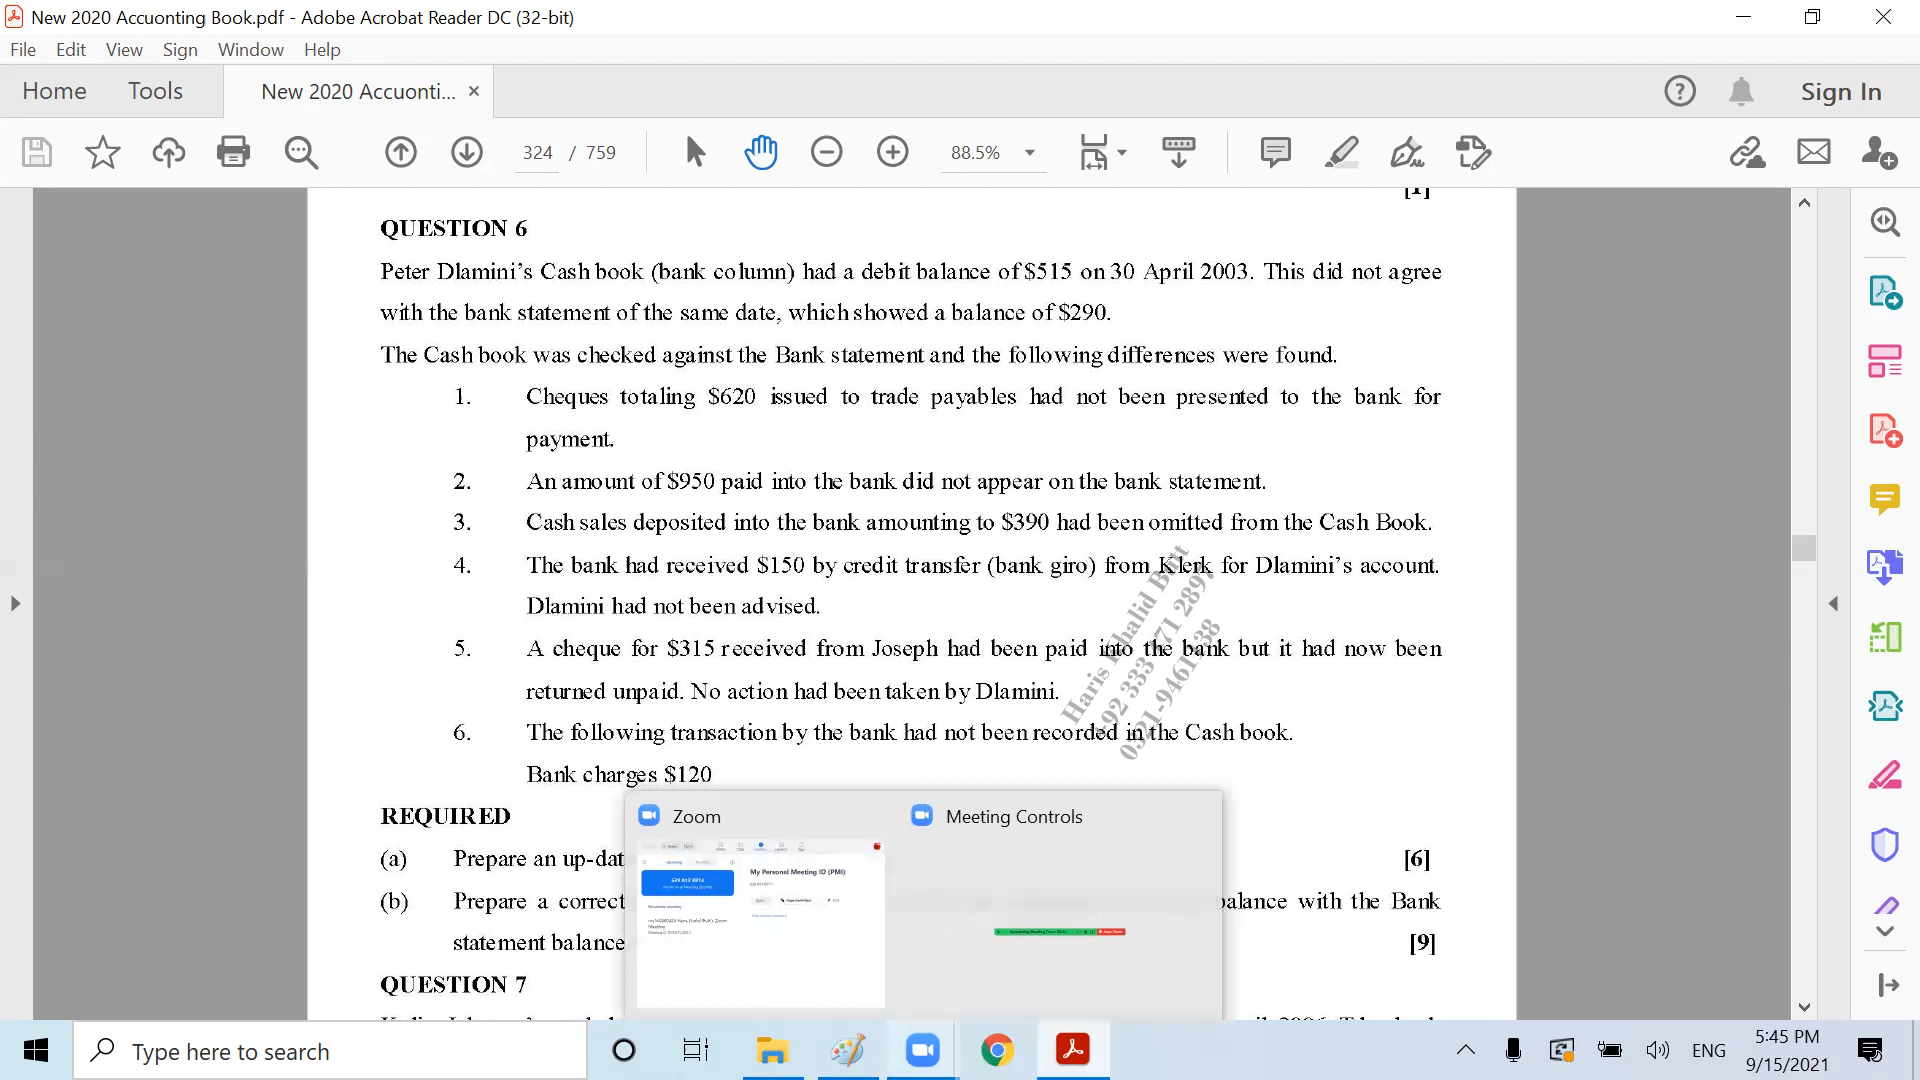 New 2020 Accuonting Book.pdf - Adobe Acrobat Reader DC (32-bit)
File Edit View Sign Window Help
Home Tools New 2020 Accuonti... × Sign In
324 / 759 88.5%
[1]
QUESTION 6
Peter Dlamini's Cash book (bank column) had a debit balance of $515 on 30 April 2003. This did not agree
with the bank statement of the same date, which showed a balance of $290.
The Cash book was checked against the Bank statement and the following differences were found.
1. Cheques totaling $620 issued to trade payables had not been presented to the bank for
payment.
2. An amount of $950 paid into the bank did not appear on the bank statement.
3. Cash sales deposited into the bank amounting to $390 had been omitted from the Cash Book.
4. The bank had received $150 by credit transfer (bank giro) from Klerk for Dlamini's account.
Dlamini had not been advised.
5. A cheque for $315 received from Joseph had been paid into the bank but it had now been
returned unpaid. No action had been taken by Dlamini.
6. The following transaction by the bank had not been recorded in the Cash book.
Bank charges $120
Haris Khalid Butt
REQUIRED
Zoom Meeting Controls
(a) Prepare an up-dat [6]
My Personal Meeting ID (PMI)
(b) Prepare a correct balance with the Bank
statement balance [9]
QUESTION 7
Type here to search
ENG
5:45 PM
9/15/2021